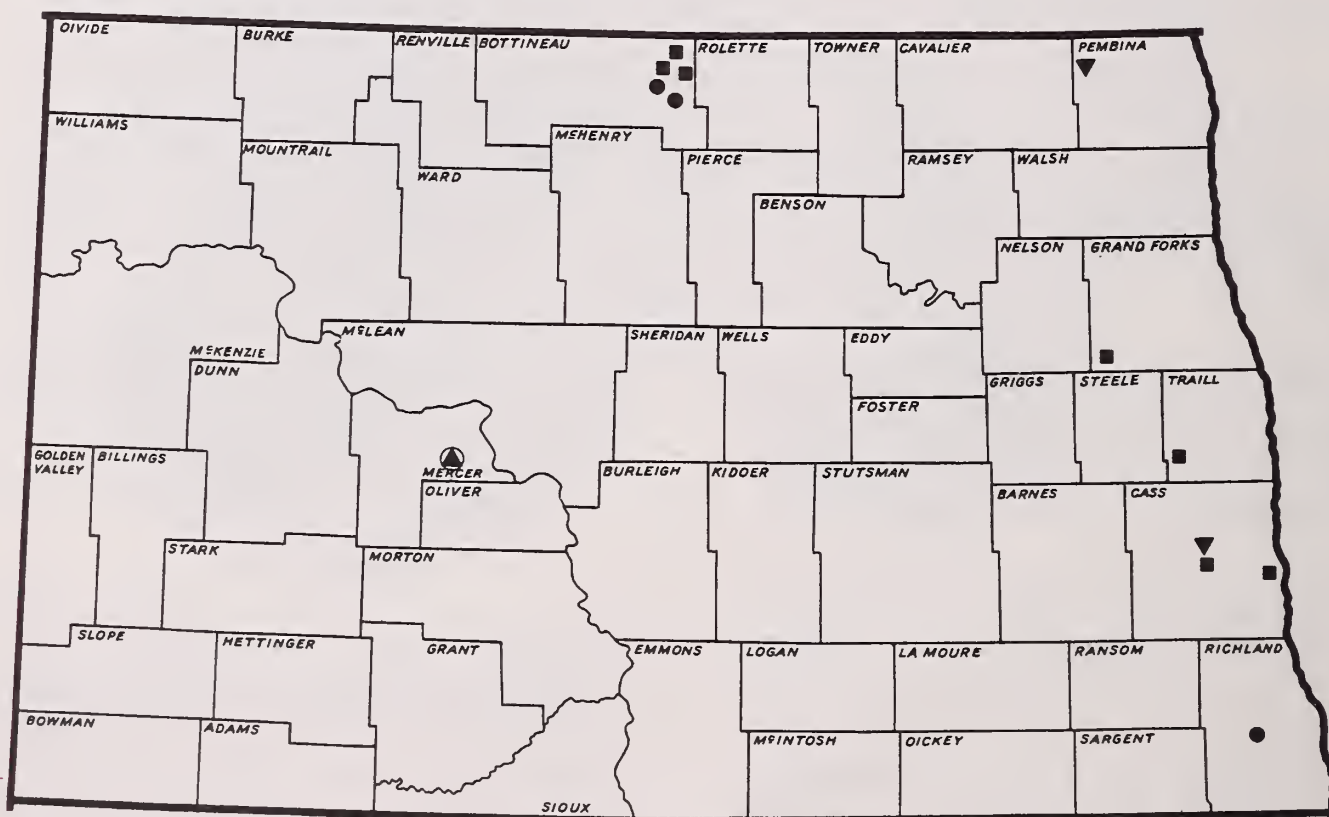 OIVIDE
BURKE
RENVILLE
BOTTINEAU
ROLETTE
TOWNER
CAVALIER
PEMBINA
WILLIAMS
MOUNTRAIL
WARD
McHENRY
PIERCE
BENSON
RAMSEY
WALSH
NELSON
GRAND FORKS
McKENZIE
DUNN
McLEAN
SHERIDAN
WELLS
EDDY
FOSTER
GRIGGS
STEELE
TRAILL
GOLDEN
VALLEY
BILLINGS
MERCER
OLIVER
BURLEIGH
KIDOER
STUTSMAN
BARNES
CASS
STARK
MORTON
SLOPE
HETTINGER
GRANT
EMMONS
LOGAN
LA MOURE
RANSOM
RICHLAND
BOWMAN
ADAMS
SIOUX
McINTOSH
OICKEY
SARGENT